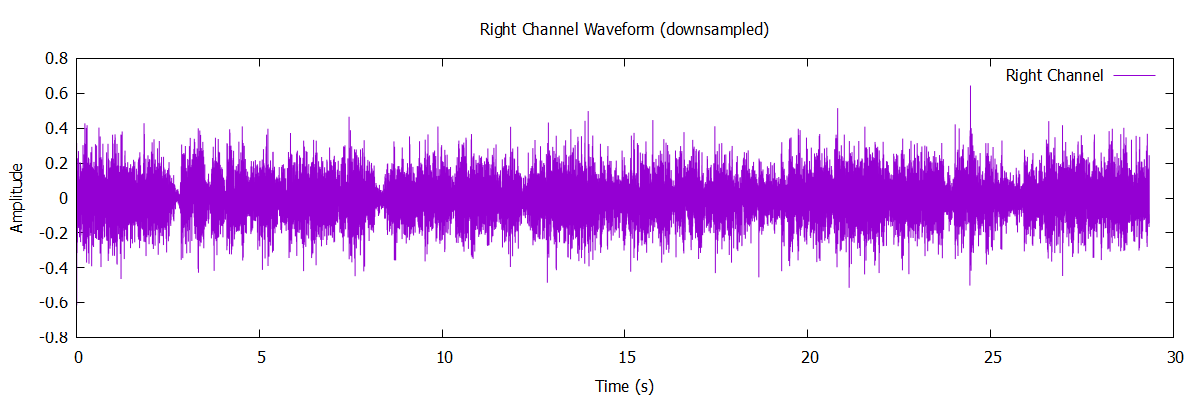 Right Channel Waveform (downsampled)
Right Channel
0.8
0.6
0.4
0.2
0
-0.2
-0.4
-0.6
-0.8
Amplitude
0 5 10 15 20 25 30
Time (s)